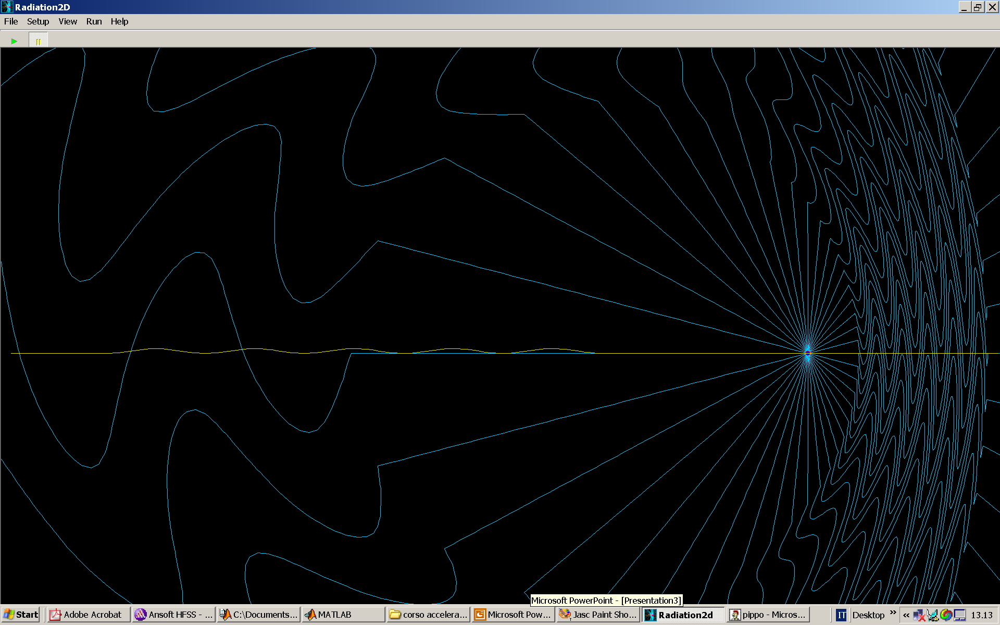 Radiation2D
File Setup View Run Help
Microsoft PowerPoint - [Presentation3]
Start Adobe Acrobat Ansoft HFSS - ... C:\Documents... MATLAB corso accelera... Microsoft Pow... Jasc Paint Sho... Radiation2d pippo - Micros... IT Desktop » « 13.13